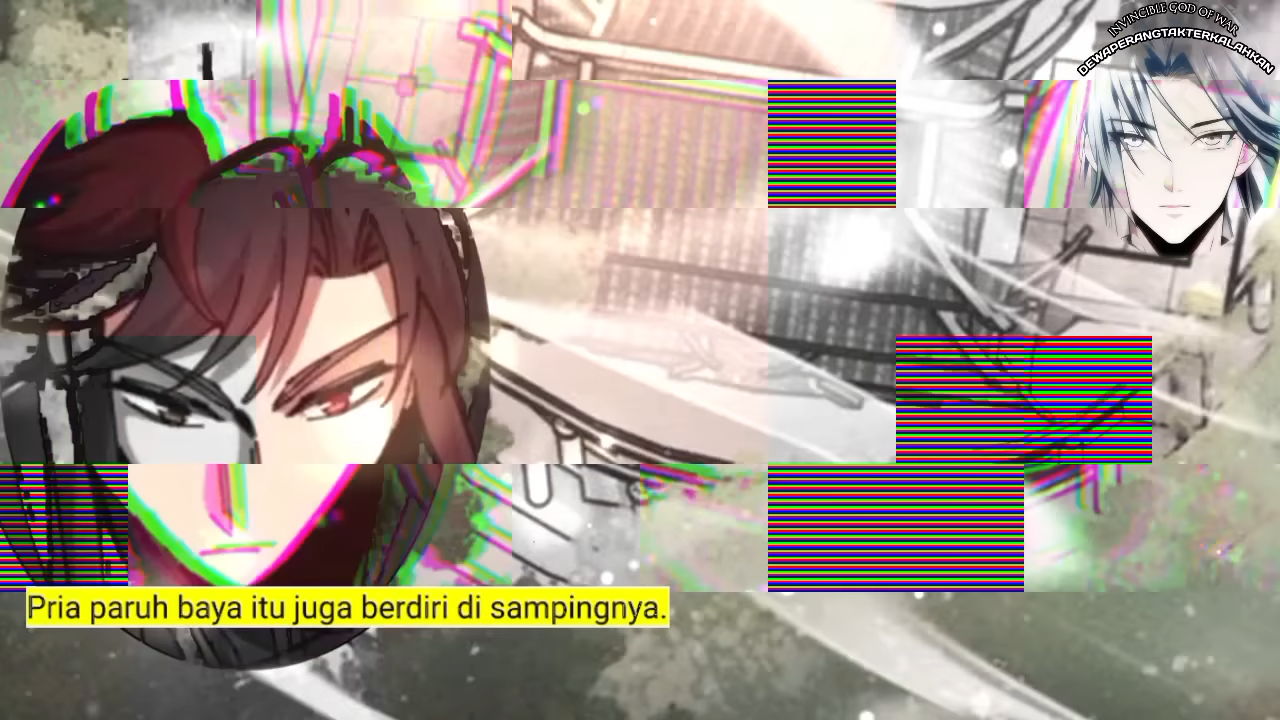 INVINCIBLE GOD OF WAR
DEWAPERANGTAKTERKALAHKAN
Pria paruh baya itu juga berdiri di sampingnya.